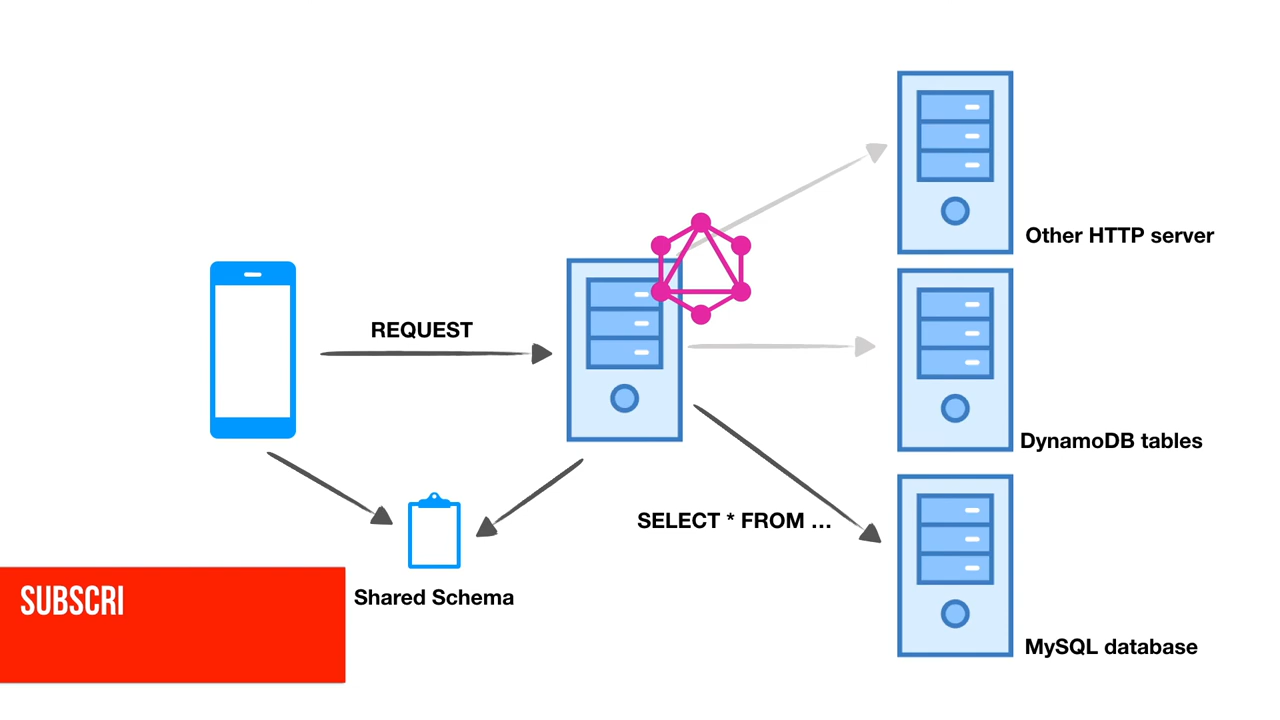 Other HTTP server
REQUEST
DynamoDB tables
SELECT * FROM ...
SUBSCRI
Shared Schema
MySQL database